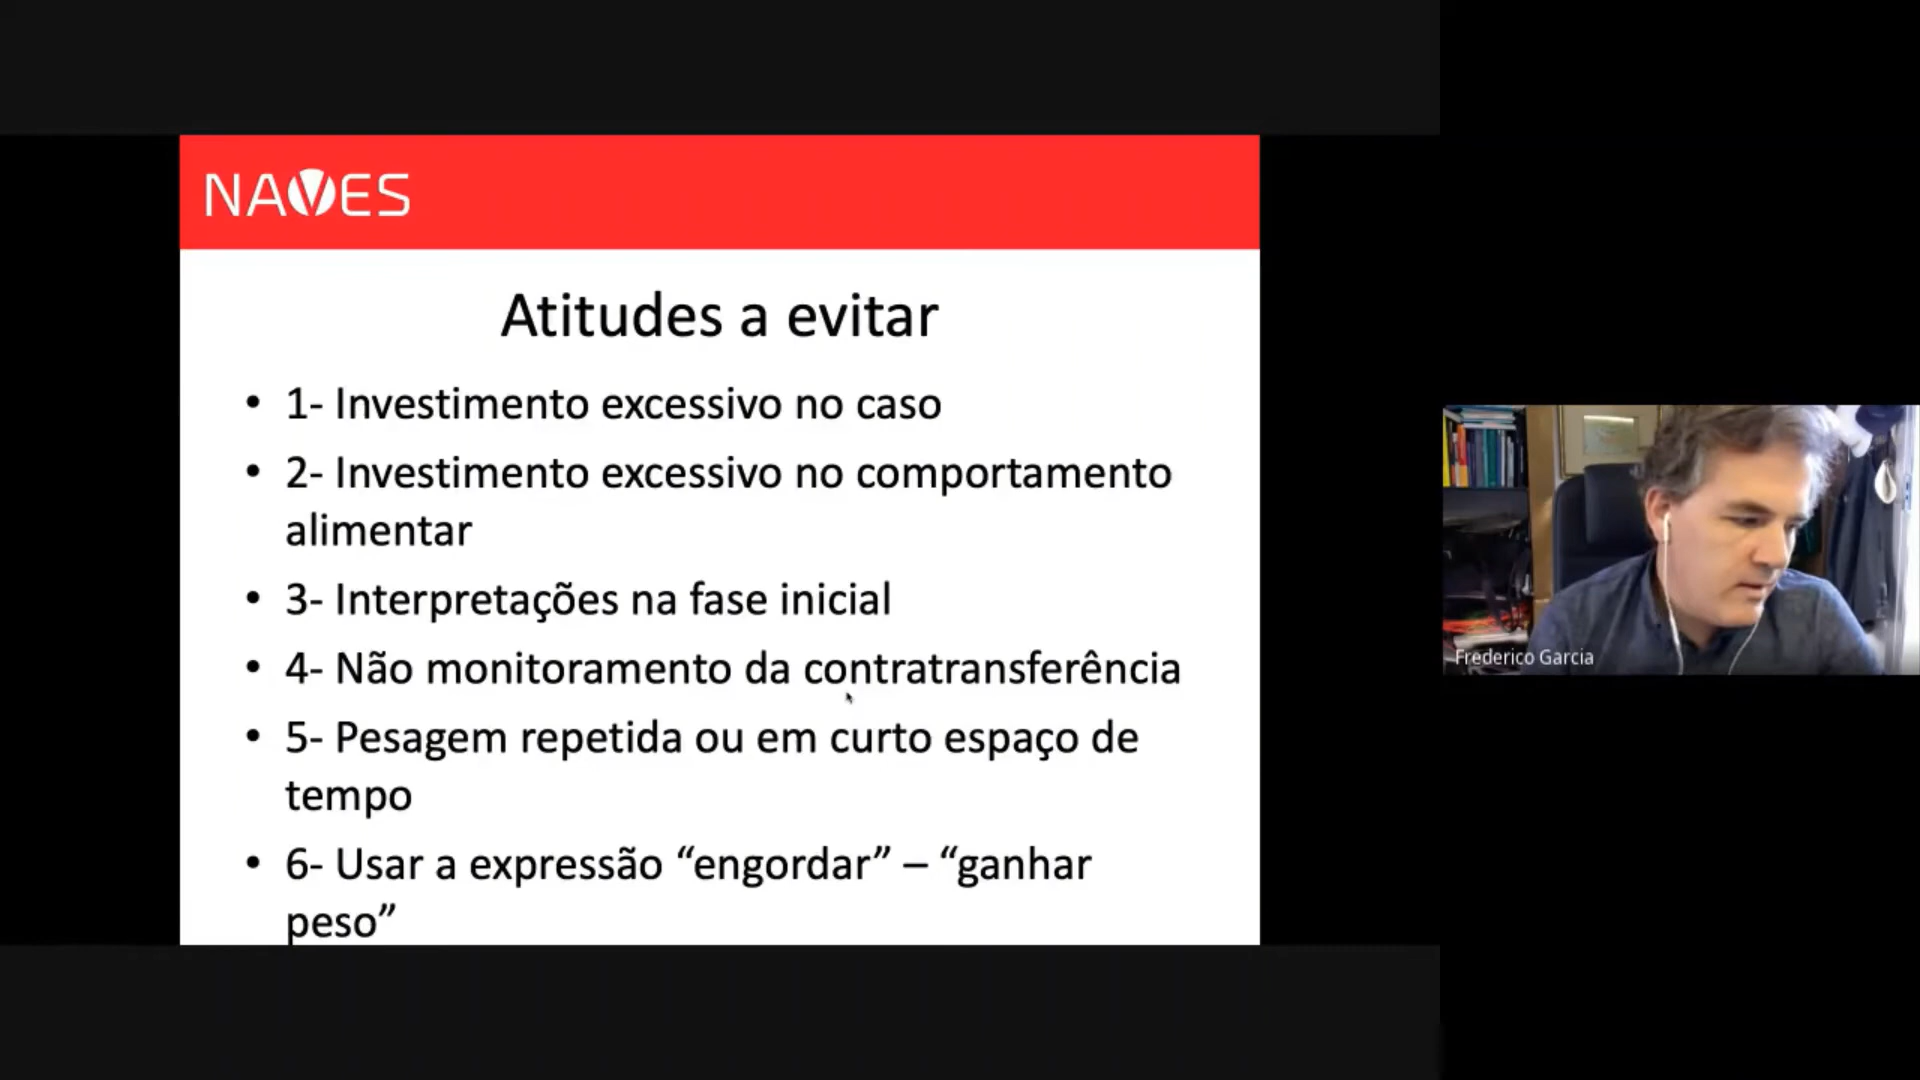 NAVES
Atitudes a evitar
• 1- Investimento excessivo no caso
• 2- Investimento excessivo no comportamento
alimentar
• 3- Interpretações na fase inicial
• 4- Não monitoramento da contratransferência
• 5- Pesagem repetida ou em curto espaço de
tempo
• 6- Usar a expressão “engordar” – “ganhar
peso”
Frederico Garcia